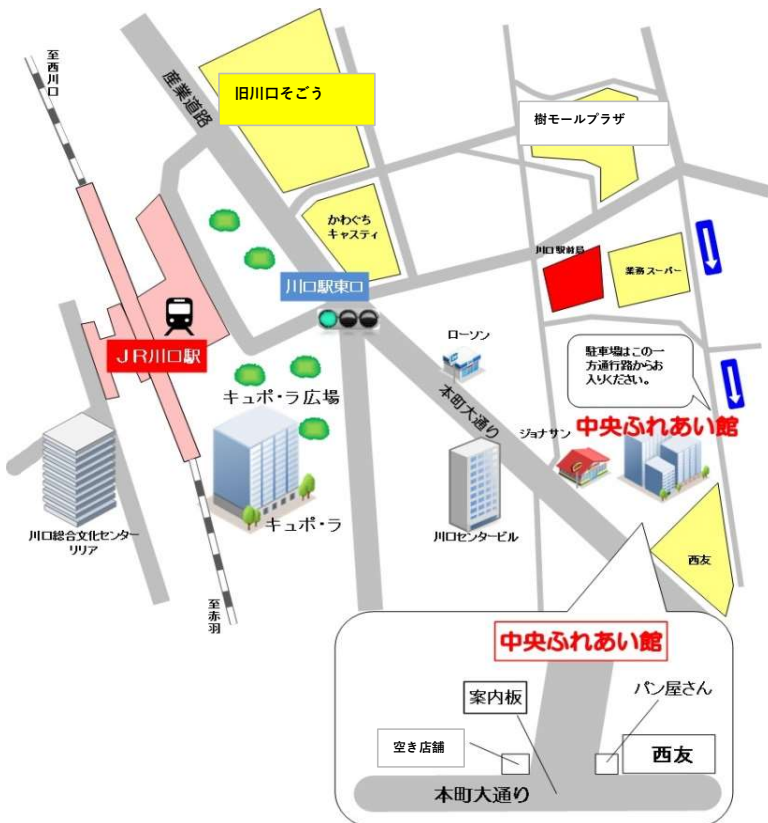 至西川口
産業道路
旧川口そごう
樹モールプラザ
かわぐち
キャスティ
川口駅前局
業務スーパー
川口駅東口
JR川口駅
ローソン
駐車場はこの一
方通行路からお
入りください。
キュポ・ラ広場
本町大通り
ジョナサン
中央ふれあい館
川口総合文化センター
リリア
キュポ・ラ
川口センタービル
西友
至赤羽
中央ふれあい館
案内板
パン屋さん
空き店舗
西友
本町大通り